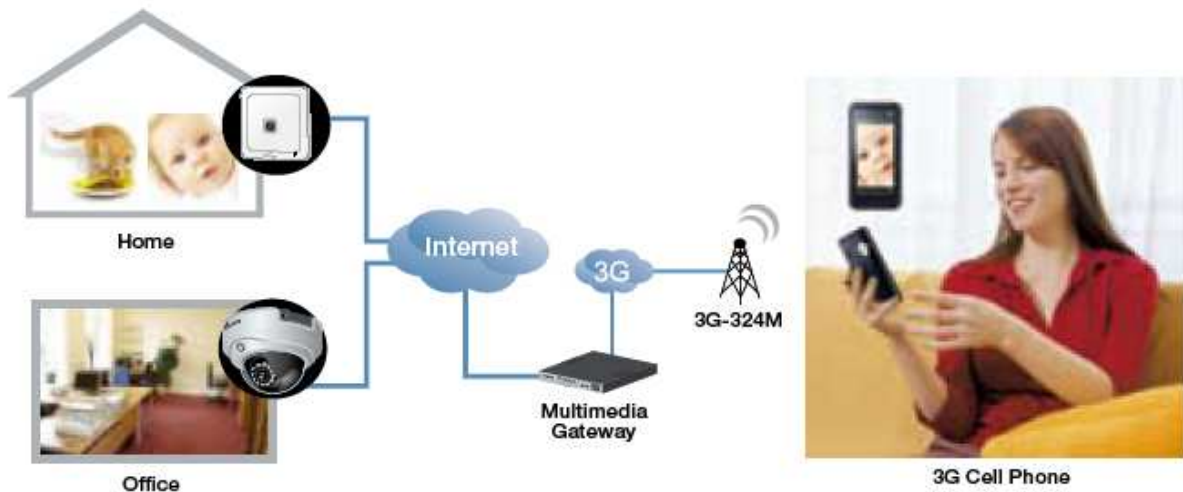 Home
Internet
3G
3G-324M
Multimedia
Gateway
Office
3G Cell Phone